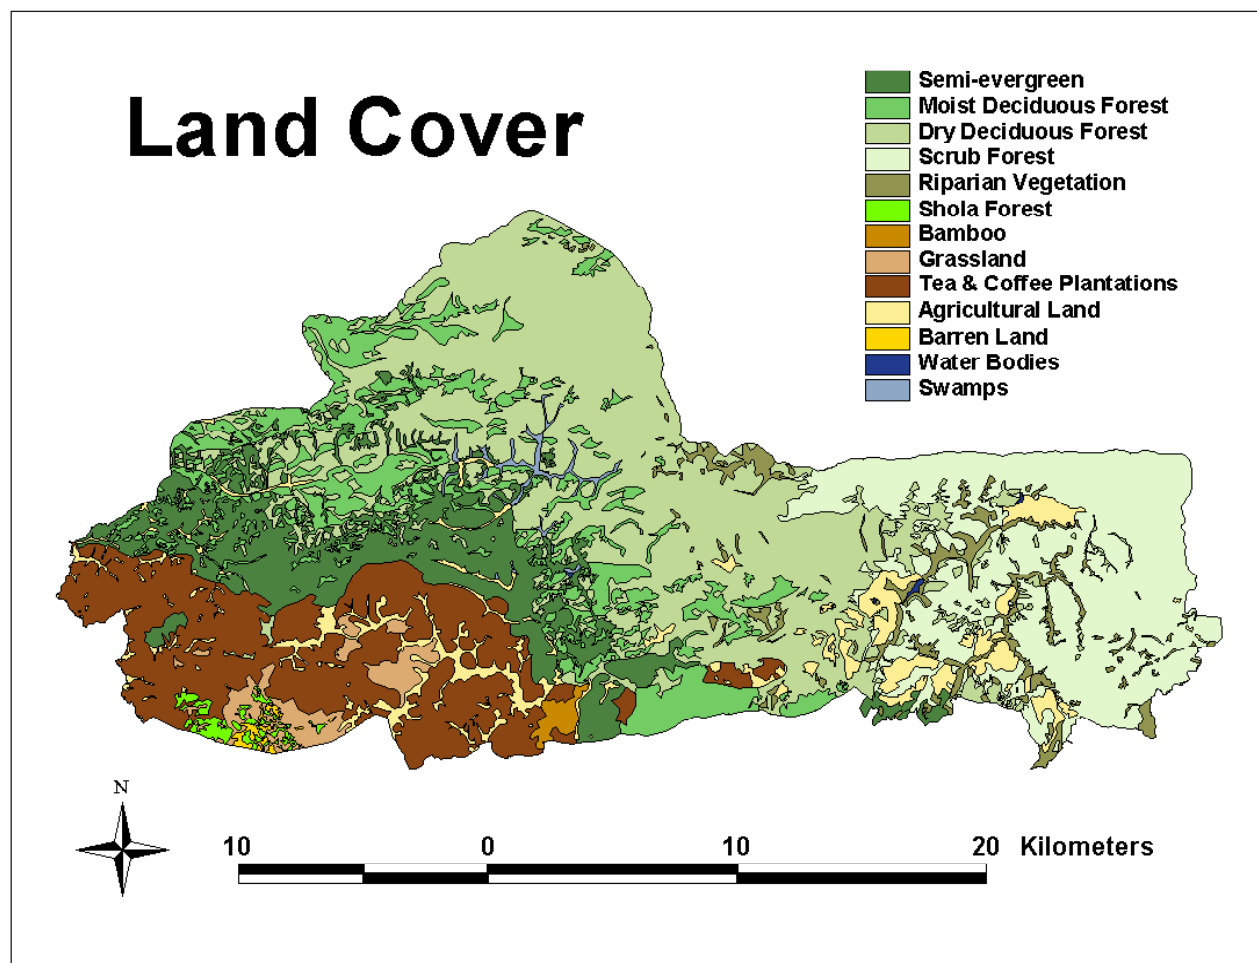 Land Cover
Semi-evergreen
Moist Deciduous Forest
Dry Deciduous Forest
Scrub Forest
Riparian Vegetation
Shola Forest
Bamboo
Grassland
Tea & Coffee Plantations
Agricultural Land
Barren Land
Water Bodies
Swamps
N
10 0 10 20 Kilometers